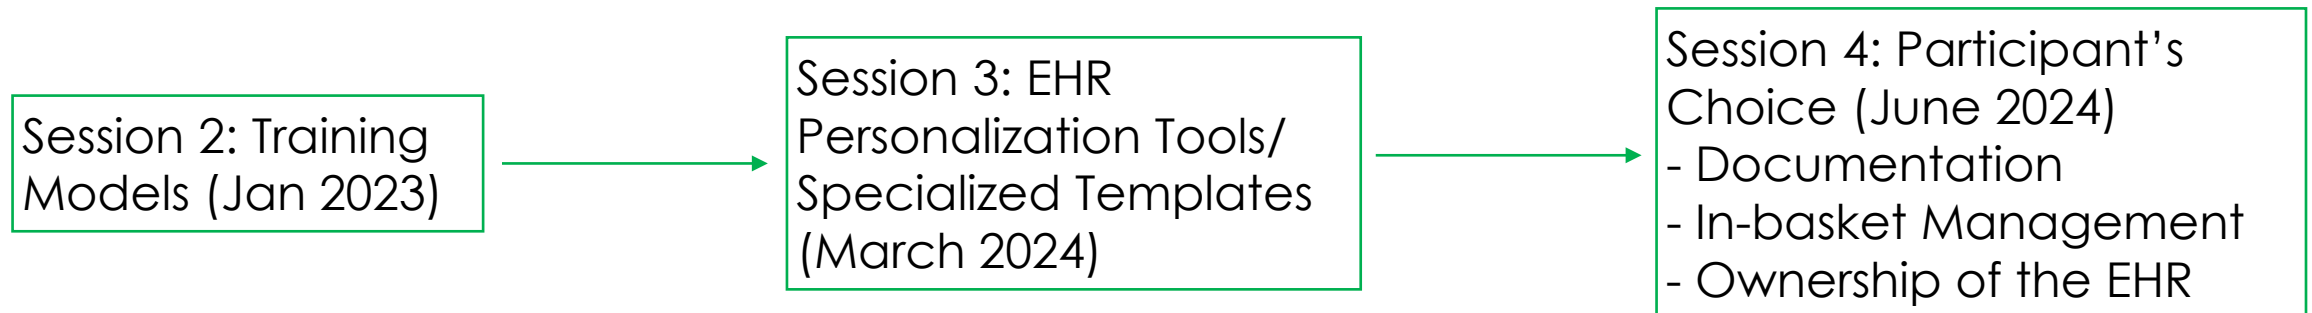 Session 2: Training
Models (Jan 2023)
Session 3: EHR
Personalization Tools/
Specialized Templates
(March 2024)
Session 4: Participant’s
Choice (June 2024)
- Documentation
- In-basket Management
- Ownership of the EHR